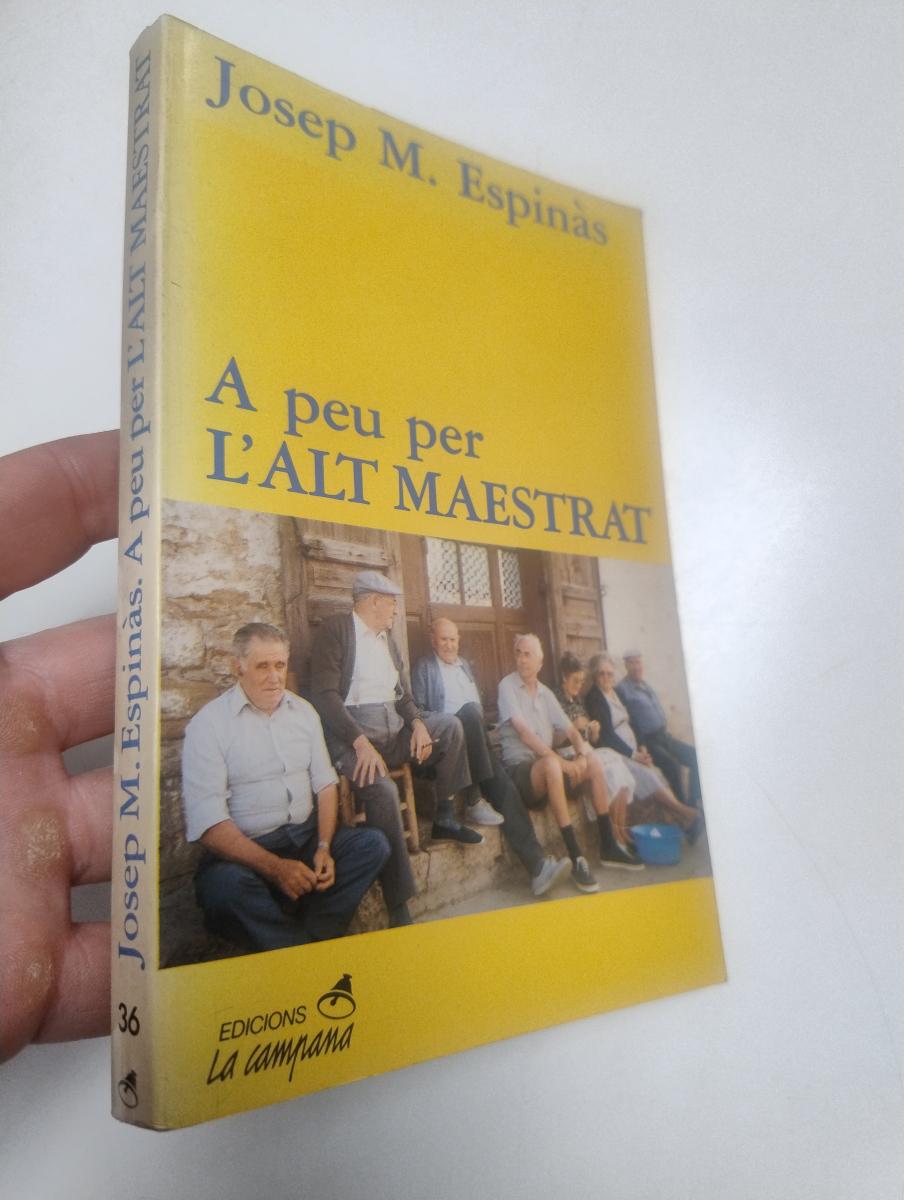 Josep M. Espinàs
A peu per
L'ALT MAESTRAT
EDICIONS
La campana
Josep M. Espinàs. A peu per L'ALT MAESTRAT
36